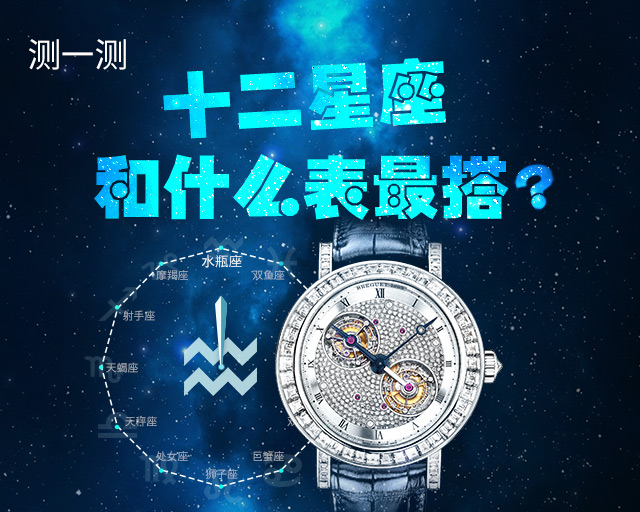 测一测
十二星座
和什么表最搭?
水瓶座
摩羯座
双鱼座
射手座
天蝎座
天秤座
处女座
狮子座
巨蟹座
BREGUET
XII